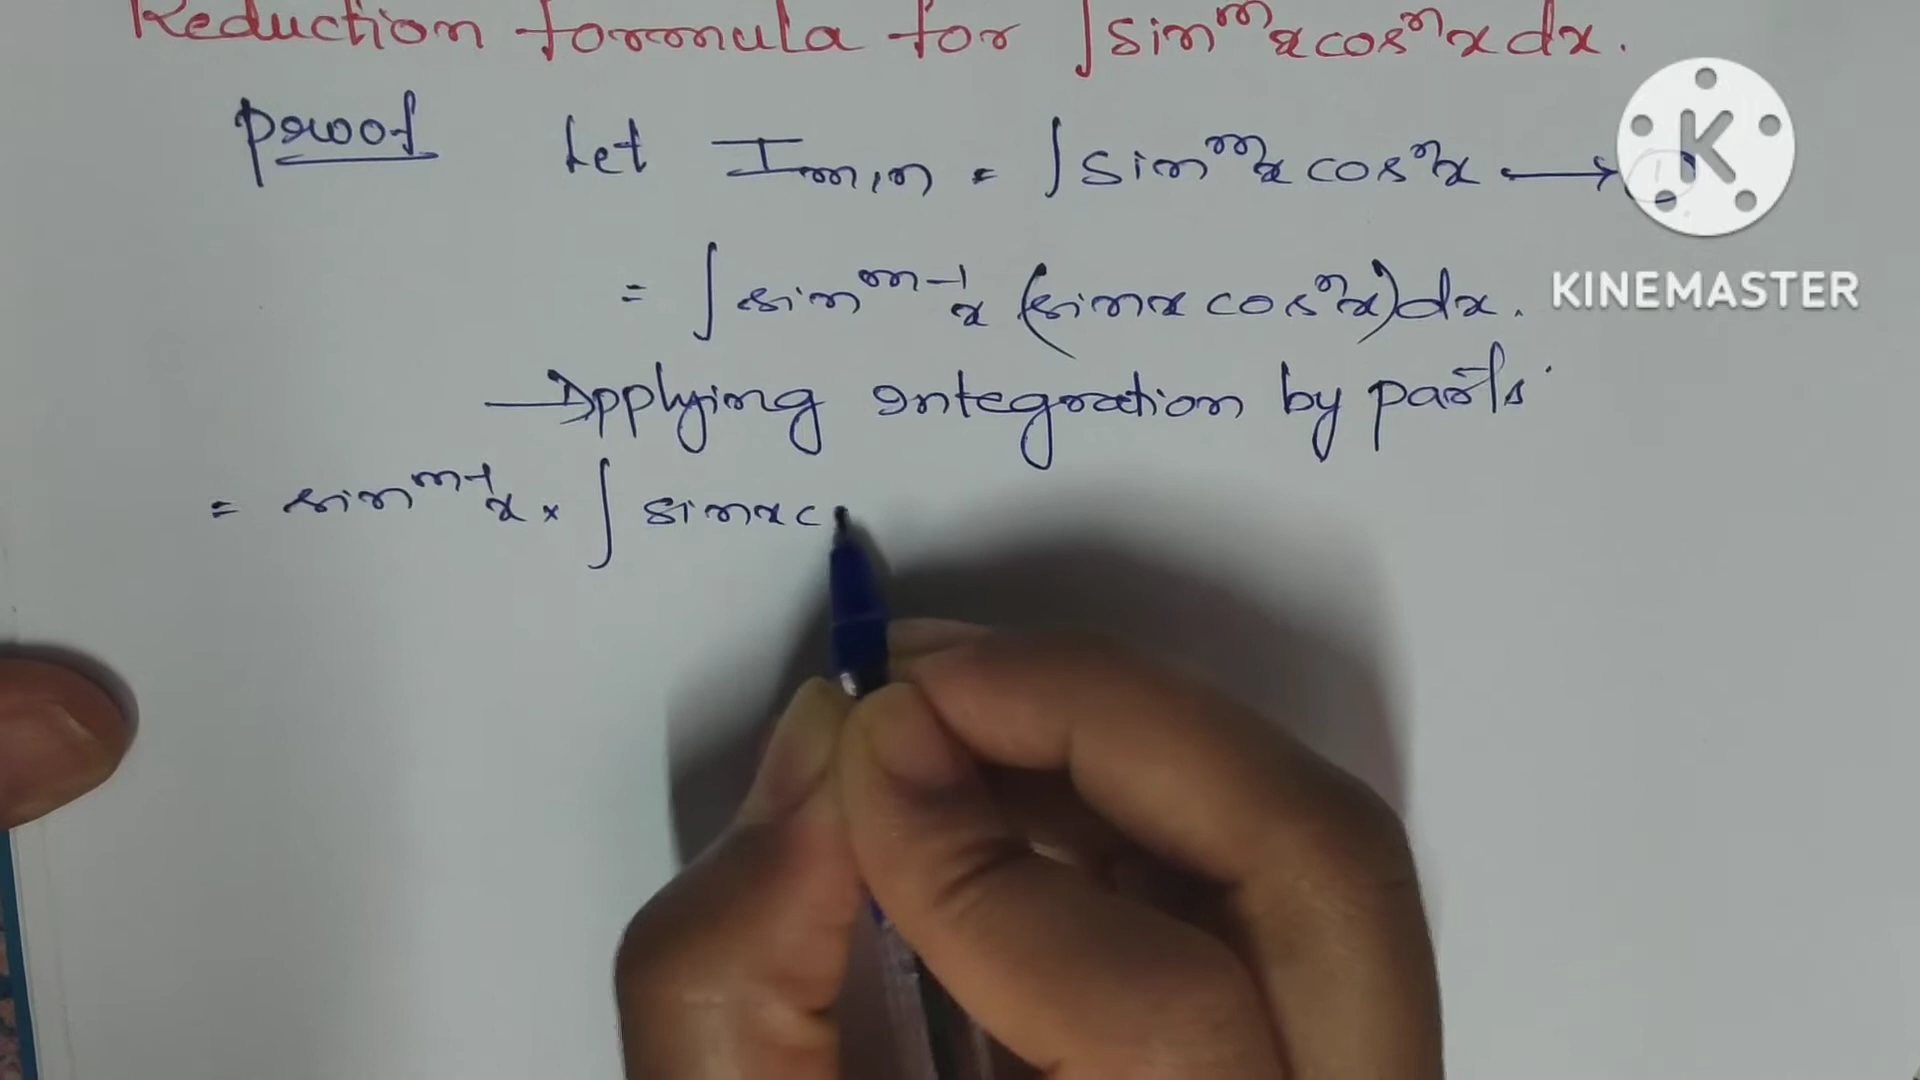 Reduction formula for ∫sinᵐx cosⁿx dx.
Proof Let I_{m,n} = ∫sinᵐx cosⁿx → (1)
= ∫ sinᵐ⁻¹x (sinx cosⁿx)dx.
Applying integration by parts.
= sinᵐ⁻¹x × ∫ sinx c
K
KINEMASTER